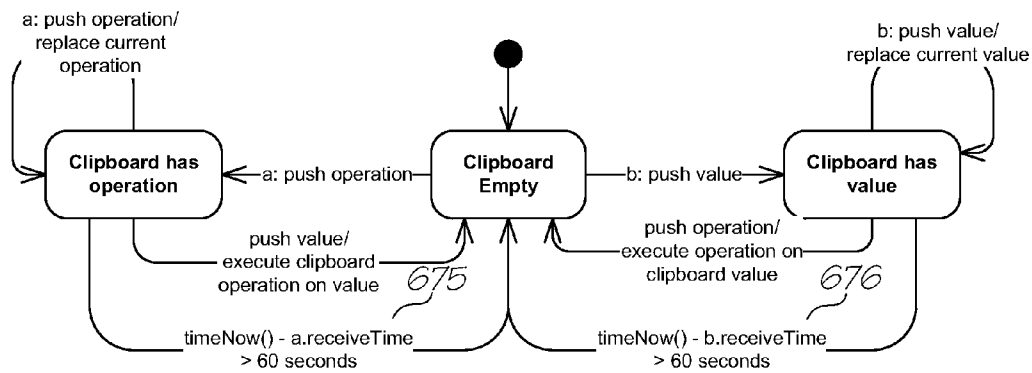 a: push operation/
replace current
operation
b: push value/
replace current value
Clipboard has
operation
a: push operation
Clipboard
Empty
b: push value
Clipboard has
value
push value/
execute clipboard
operation on value
675
push operation/
execute operation on
clipboard value
676
timeNow() - a.receiveTime
> 60 seconds
timeNow() - b.receiveTime
> 60 seconds